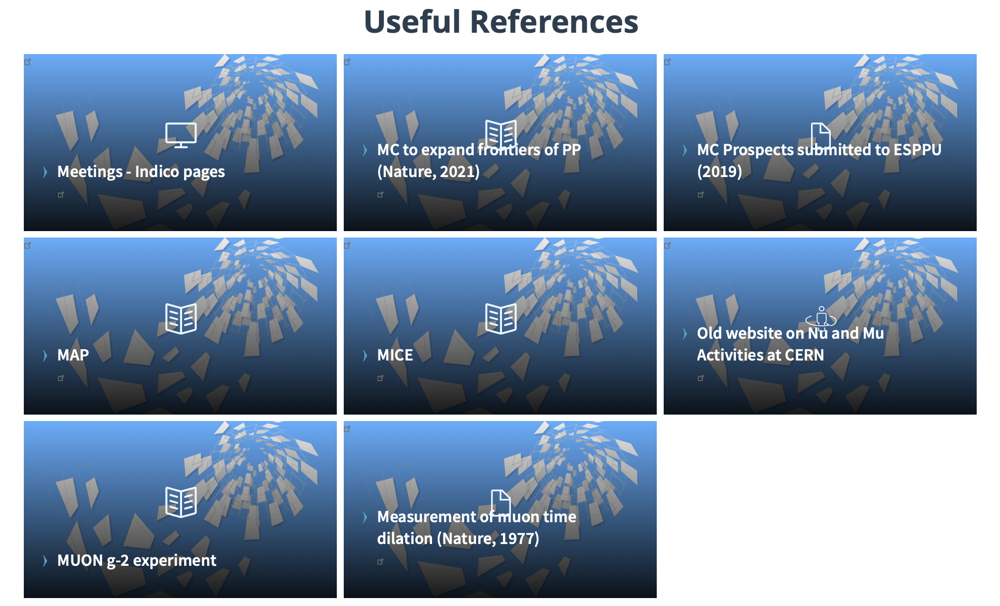 Useful References
Meetings - Indico pages
MC to expand frontiers of PP
(Nature, 2021)
MC Prospects submitted to ESPPU
(2019)
MAP
MICE
Old website on Nu and Mu
Activities at CERN
MUON g-2 experiment
Measurement of muon time
dilation (Nature, 1977)